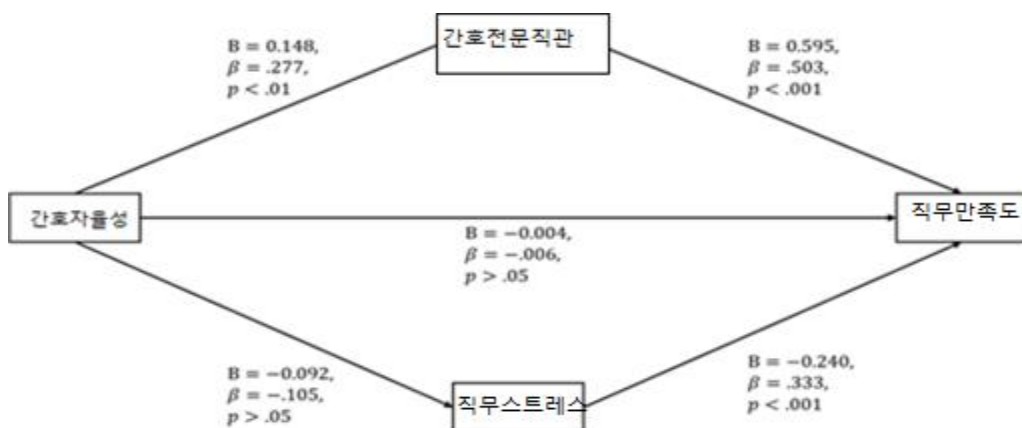 간호전문직관
B = 0.148,
β = .277,
p < .01
B = 0.595,
β = .503,
p < .001
간호자율성
직무만족도
B = −0.004,
β = −.006,
p > .05
B = −0.092,
β = −.105,
p > .05
직무스트레스
B = −0.240,
β = .333,
p < .001